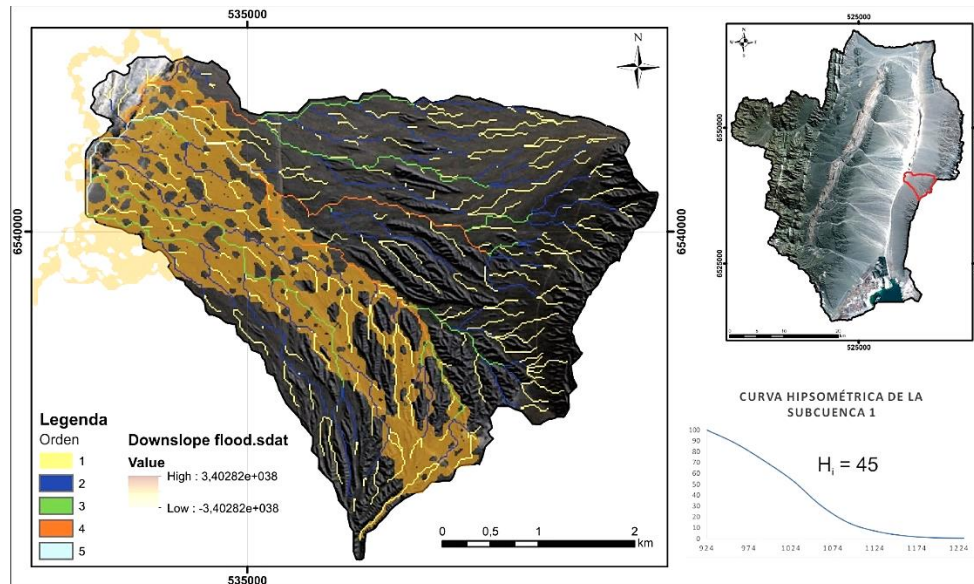 535000
N
6540000
6540000
Legenda
Orden
1
2
3
4
5
Downslope flood.sdat
Value
High : 3,40282e+038
Low : -3,40282e+038
0 0,5 1 2
km
535000
525000
N
6550000
6550000
6525000
6525000
525000
CURVA HIPSOMÉTRICA DE LA
SUBCUENCA 1
Hi = 45
100
90
80
70
60
50
40
30
20
10
0
924 974 1024 1074 1124 1174 1224